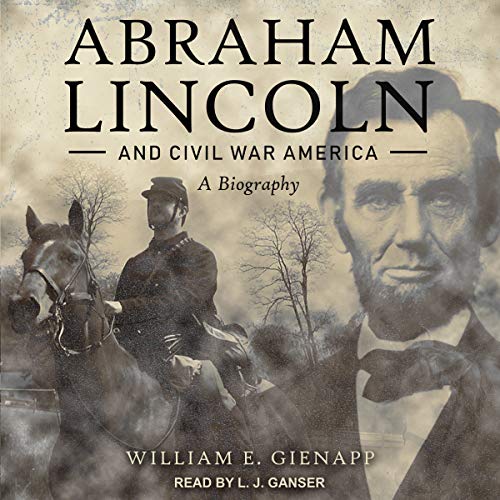 ABRAHAM
LINCOLN
AND CIVIL WAR AMERICA
A Biography
WILLIAM E. GIENAPP
READ BY L. J. GANSER